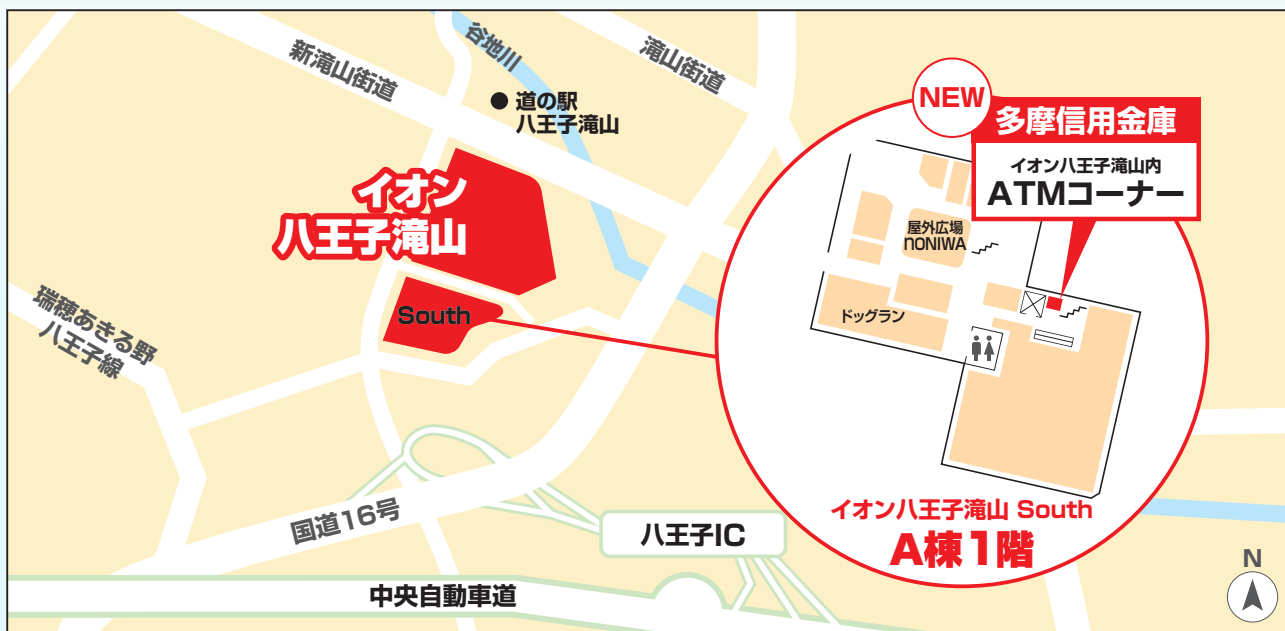 新滝山街道
谷地川
滝山街道
道の駅
八王子滝山
イオン
八王子滝山
South
瑞穂あきる野
八王子線
国道16号
八王子IC
中央自動車道
NEW
多摩信用金庫
イオン八王子滝山内
ATMコーナー
屋外広場
NONIWA
ドッグラン
イオン八王子滝山 South
A棟1階
N